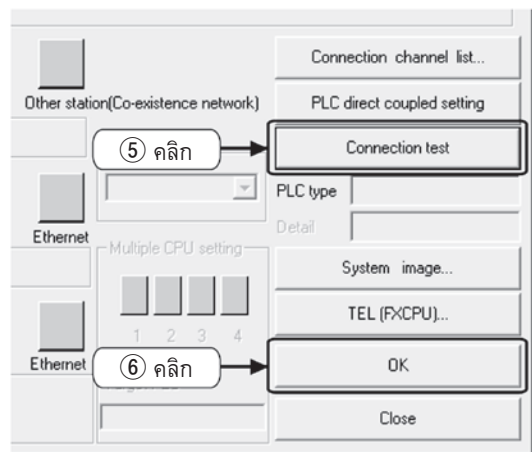 Connection channel list...
Other station(Co-existence network)
PLC direct coupled setting
⑤ คลิก
Connection test
PLC type
Ethernet
Detail
Multiple CPU setting
System image...
TEL (FXCPU)...
1 2 3 4
Ethernet
⑥ คลิก
OK
Close